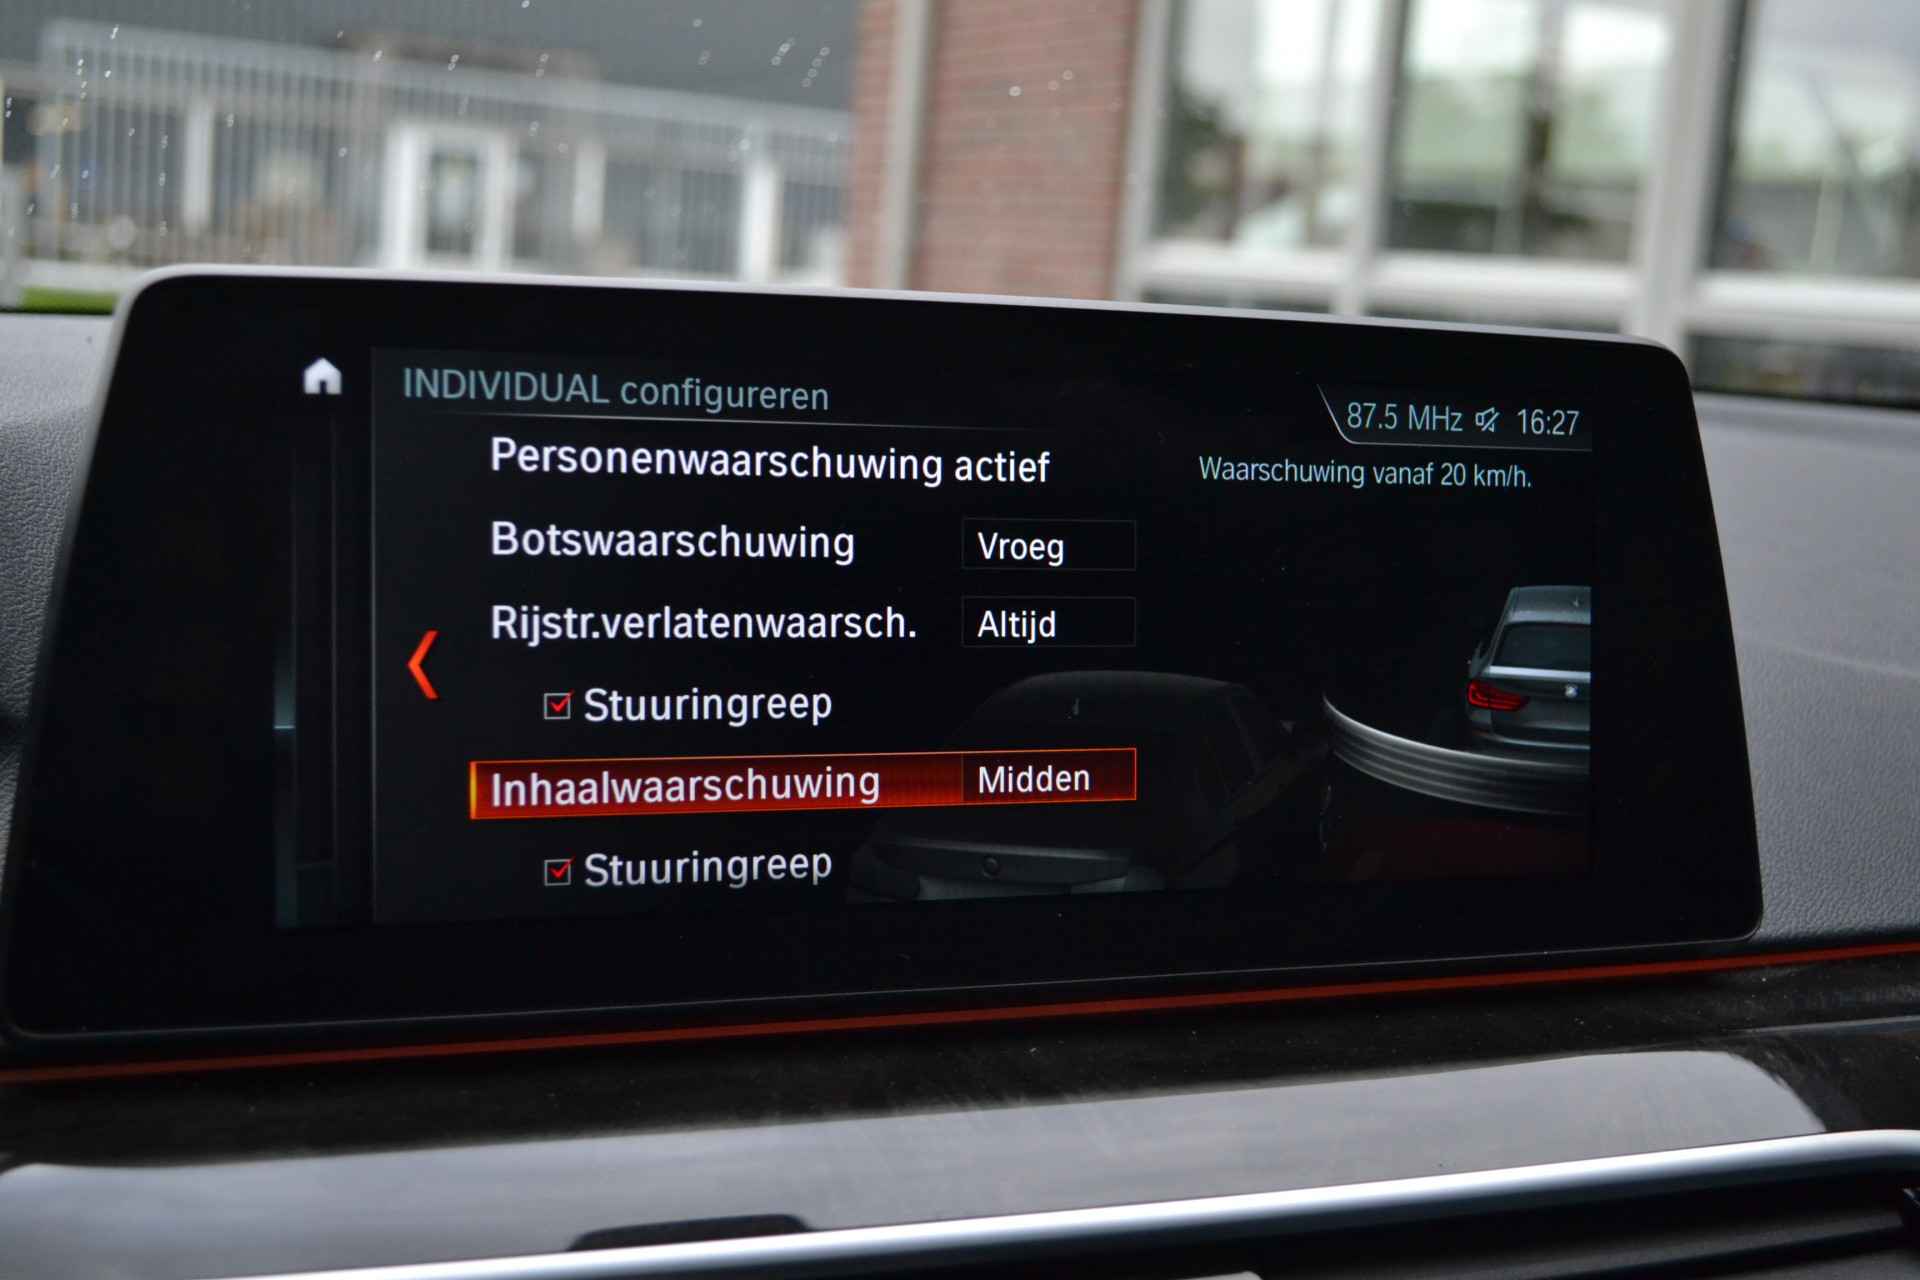 INDIVIDUAL configureren
87.5 MHz 16:27
Personenwaarschuwing actief
Waarschuwing vanaf 20 km/h.
Botswaarschuwing Vroeg
Rijstr.verlatenwaarsch. Altijd
Stuuringreep
Inhaalwaarschuwing Midden
Stuuringreep